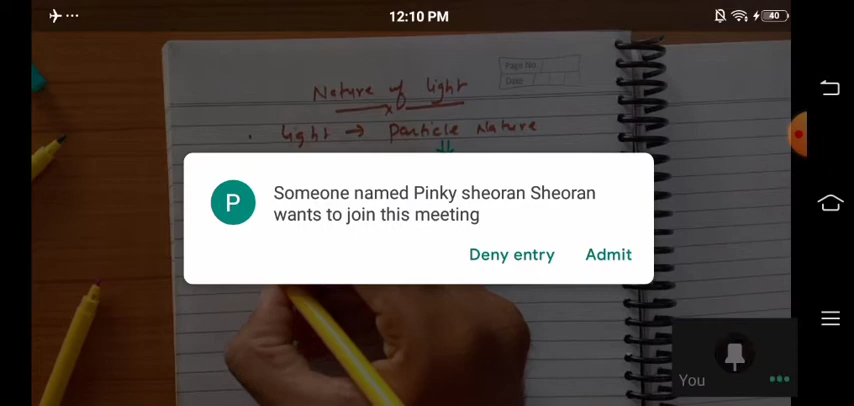 12:10 PM
40
Page No
Date
Nature of light
light → Particle Nature
P
Someone named Pinky sheoran Sheoran
wants to join this meeting
Deny entry
Admit
You